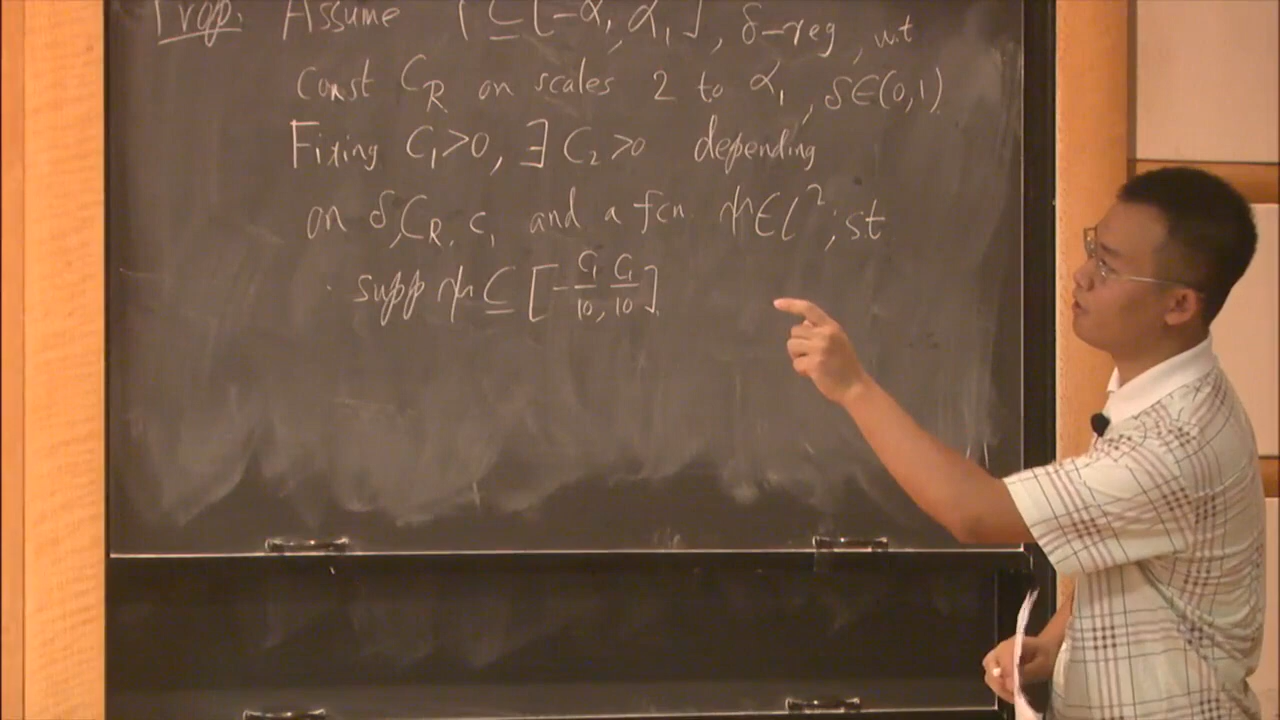 Prop. Assume Y ⊆ [-α₁, α₁], δ-reg, w.t
Const C_R on scales 2 to α₁, δ∈(0,1)
Fixing C₁>0, ∃ C₂>0 depending
on δ, C_R, C₁ and a fcn. ψ∈L², s.t
· supp ψ ⊆ [-C₁/10, C₁/10]